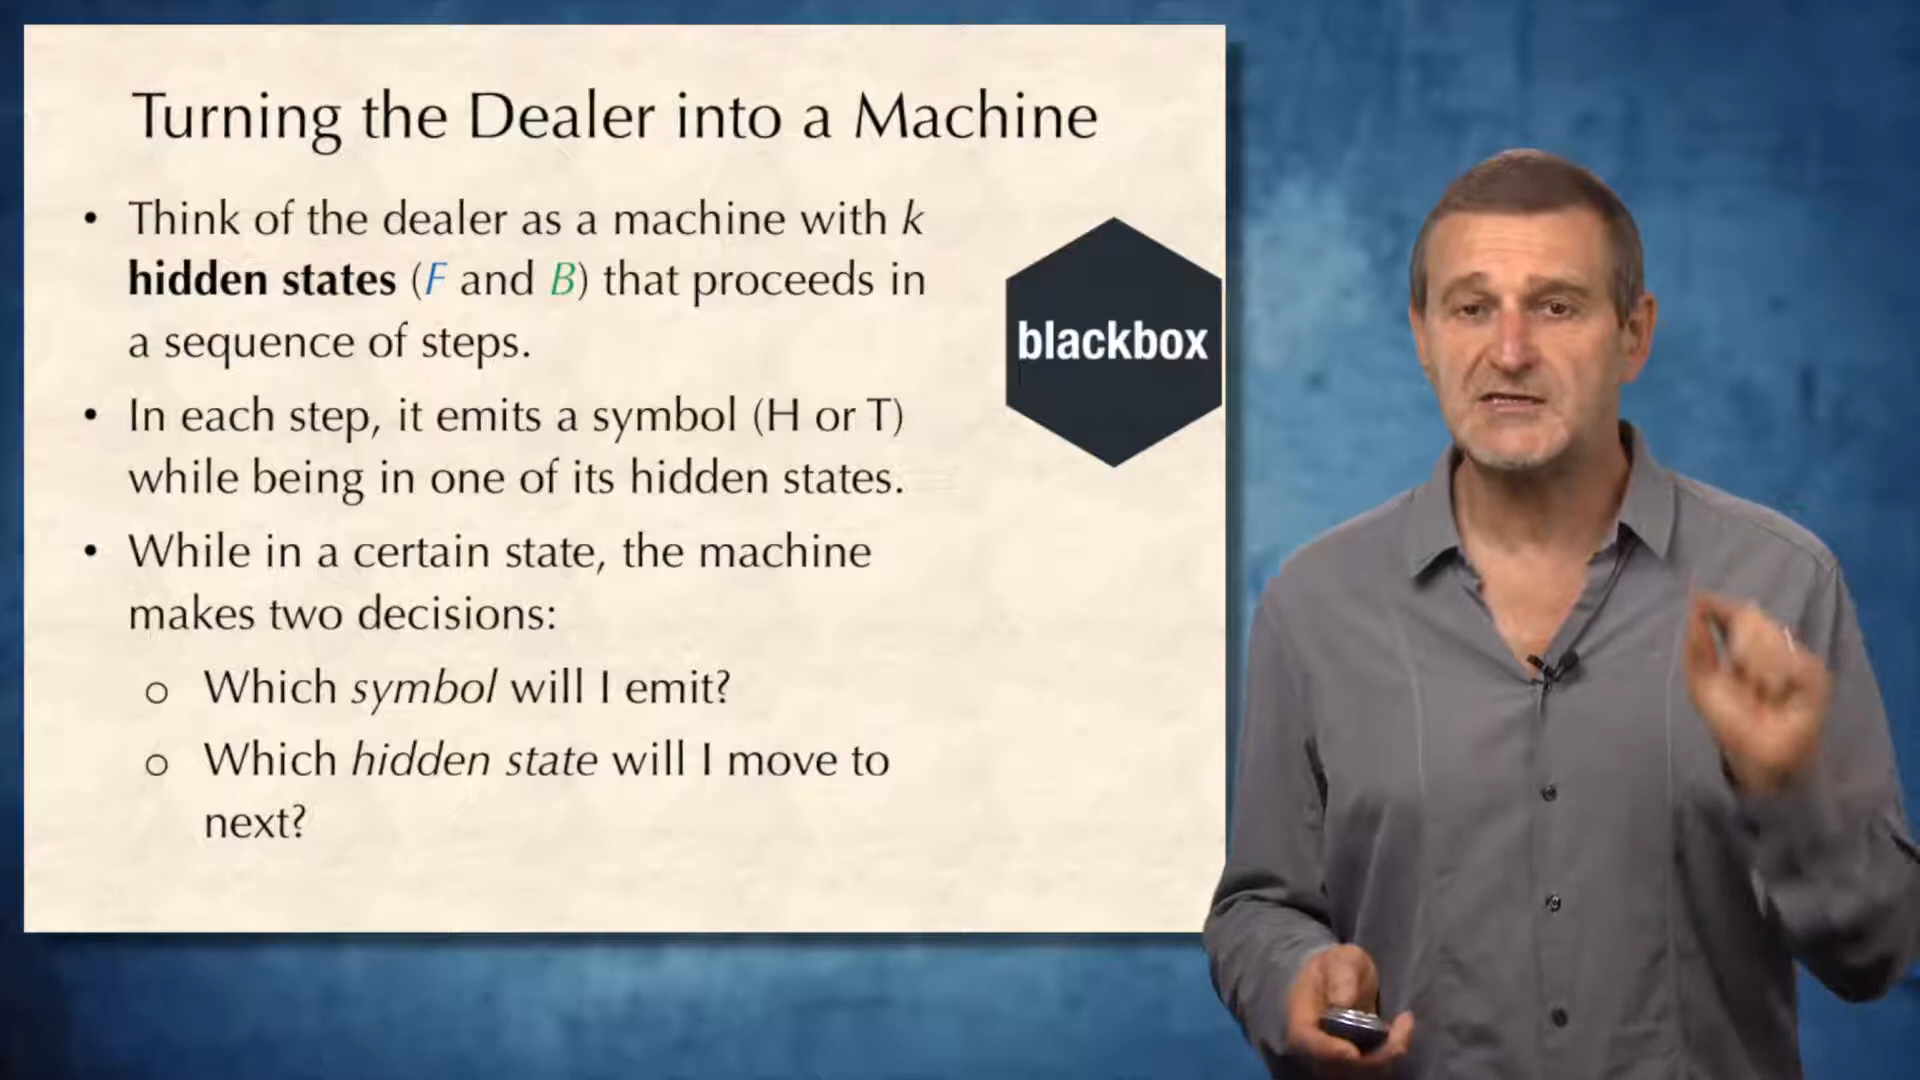 Turning the Dealer into a Machine
• Think of the dealer as a machine with k
hidden states (F and B) that proceeds in
a sequence of steps.
blackbox
• In each step, it emits a symbol (H or T)
while being in one of its hidden states.
• While in a certain state, the machine
makes two decisions:
o Which symbol will I emit?
o Which hidden state will I move to
next?